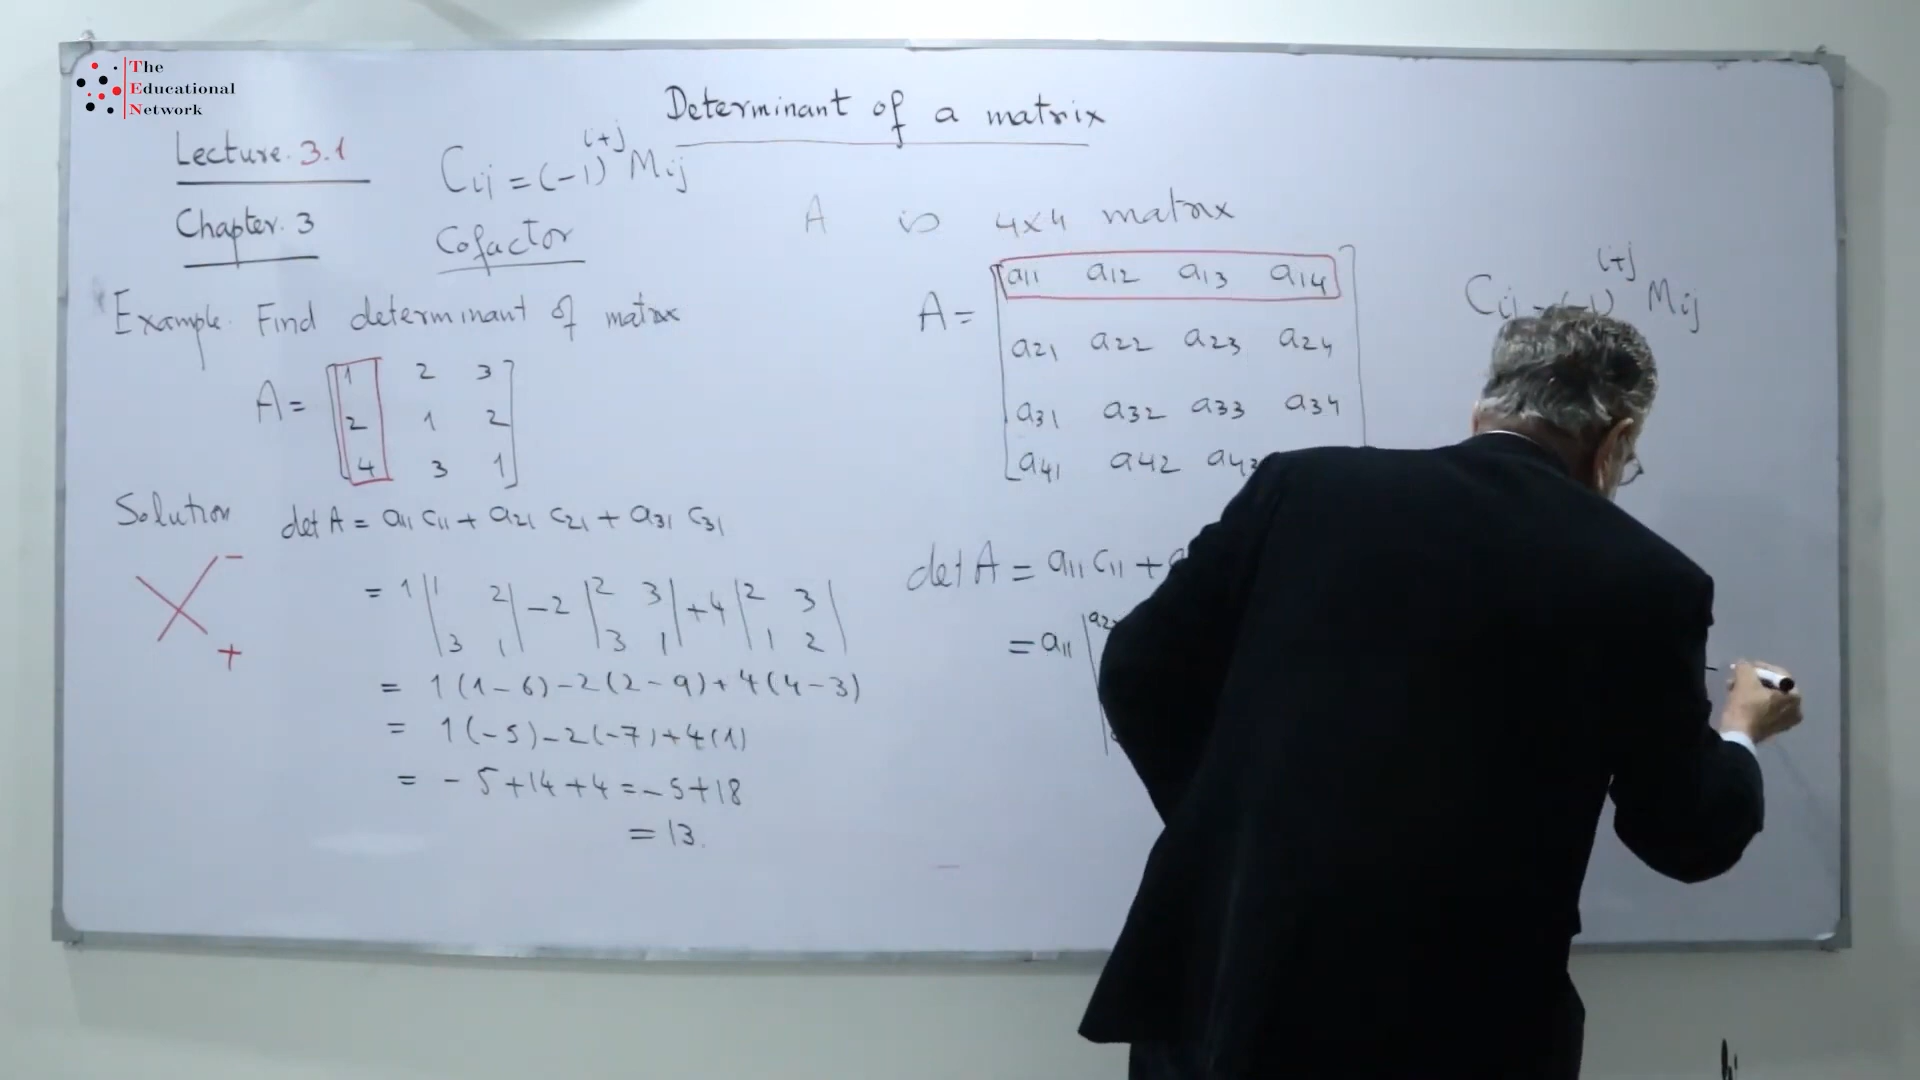 The
Educational
Network
Determinant of a matrix
Lecture. 3.1
Chapter. 3
Cij = (-1)^(i+j) Mij
Cofactor
Example. Find determinant of matrix
A = [1 2 3
2 1 2
4 3 1]
Solution
det A = a11 c11 + a21 c21 + a31 c31
= 1 |1 2| - 2 |2 3| + 4 |2 3|
|3 1| |3 1| |1 2|
= 1 (1 - 6) - 2 (2 - 9) + 4 (4 - 3)
= 1 (-5) - 2 (-7) + 4 (1)
= - 5 + 14 + 4 = - 5 + 18
= 13.
-
+
A is 4x4 matrix
A = [a11 a12 a13 a14
a21 a22 a23 a24
a31 a32 a33 a34
a41 a42
Cij = (-1)^(i+j) Mij
det A = a11 c11 +
= a11